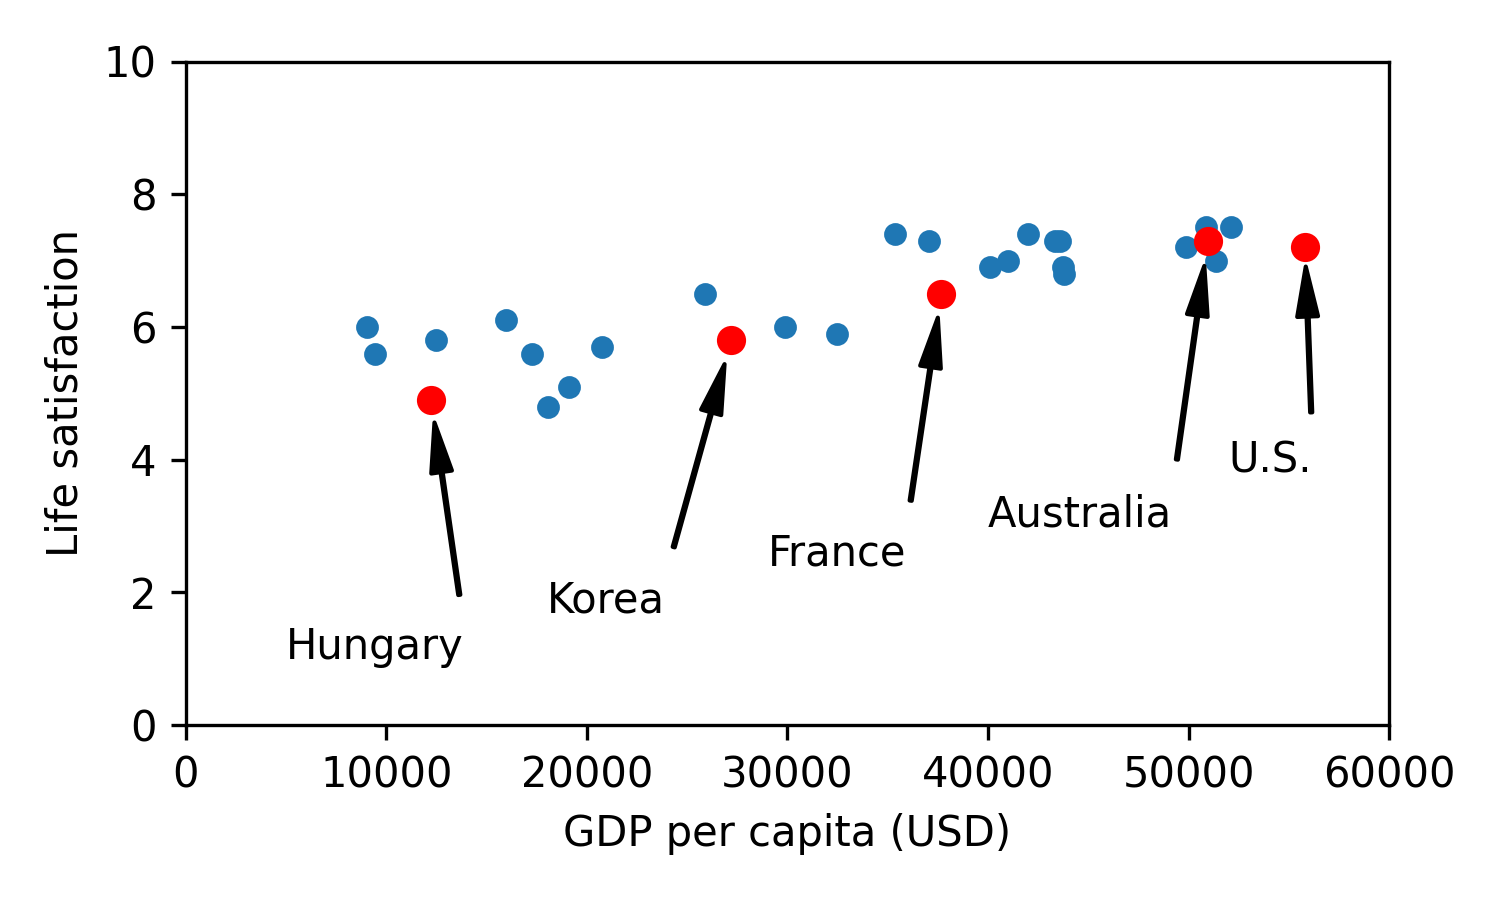 10
8
6
4
2
0
Life satisfaction
U.S.
Australia
France
Korea
Hungary
0 10000 20000 30000 40000 50000 60000
GDP per capita (USD)